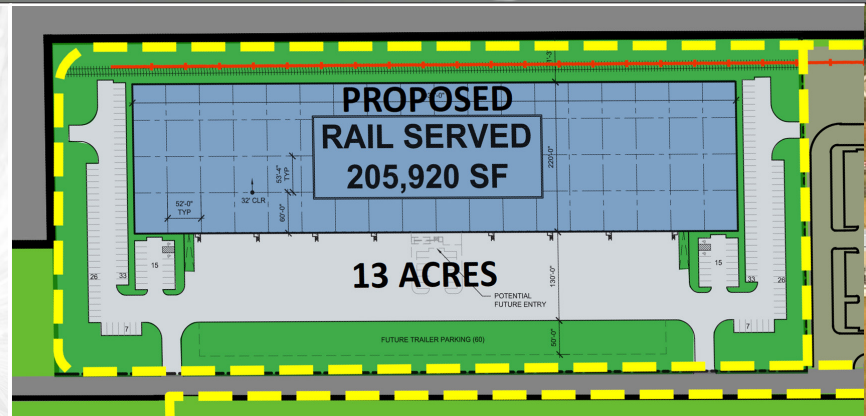 PROPOSED
RAIL SERVED
205,920 SF
220'-0"
53'-4"
TYP
52'-0"
TYP
32' CLR
60'-0"
15
15
26
33
33
26
13 ACRES
130'-0"
POTENTIAL
FUTURE ENTRY
7
7
FUTURE TRAILER PARKING (60)
50'-0"